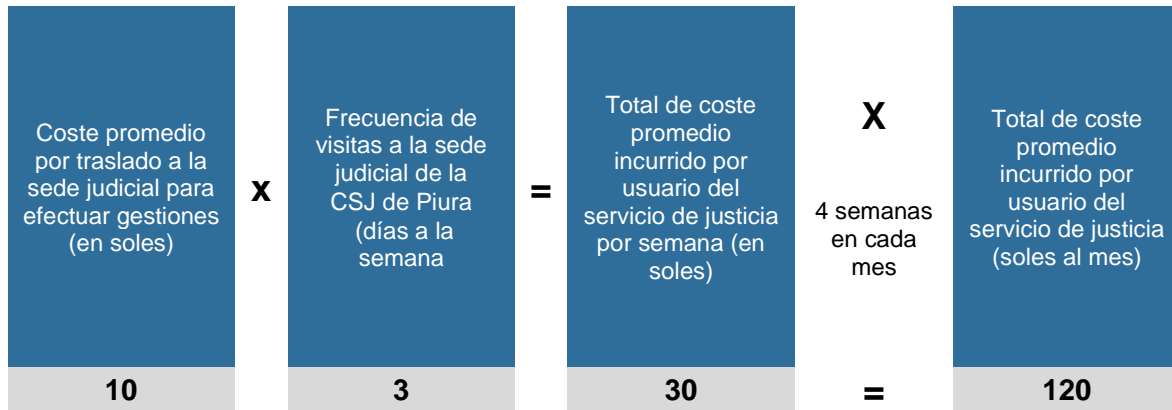 Coste promedio
por traslado a la
sede judicial para
efectuar gestiones
(en soles)
x
Frecuencia de
visitas a la sede
judicial de la
CSJ de Piura
(días a la
semana
=
Total de coste
promedio
incurrido por
usuario del
servicio de justicia
por semana (en
soles)
X
4 semanas
en cada
mes
Total de coste
promedio
incurrido por
usuario del
servicio de justicia
(soles al mes)
10
3
30
=
120